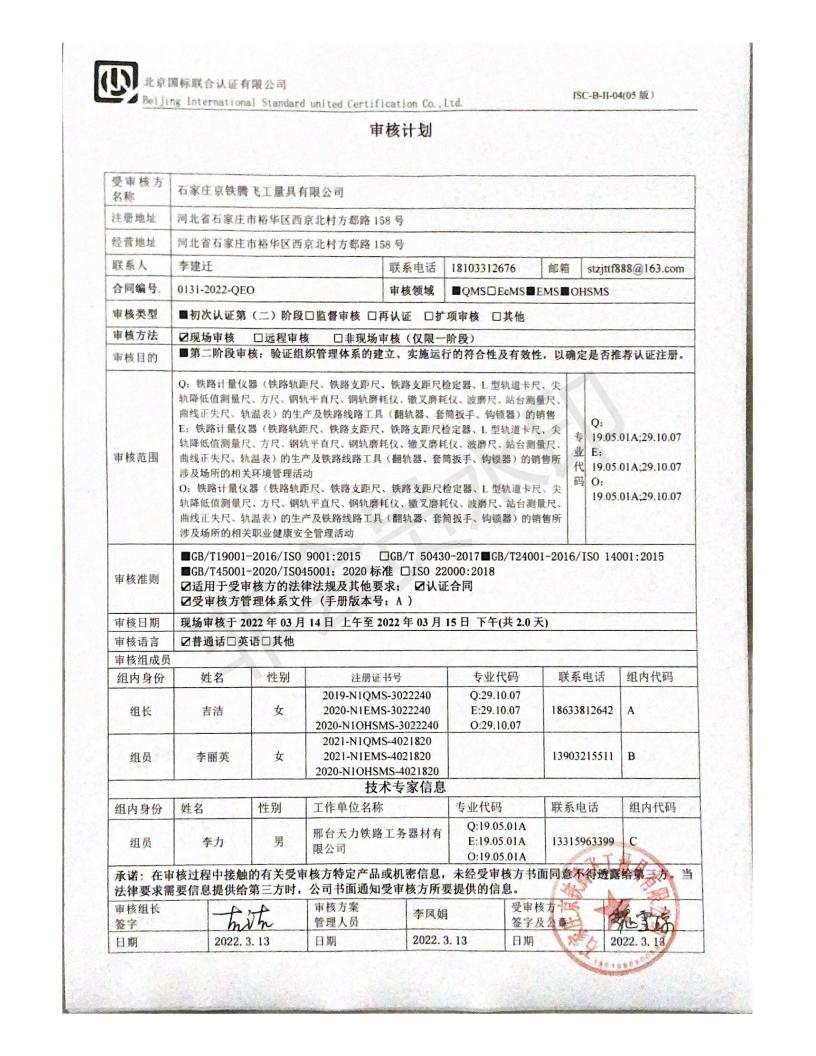 北京国标联合认证有限公司
Beijing International Standard united Certification Co.,Ltd.
ISC-B-II-04(05 版)
审核计划
受审核方名称 石家庄京铁腾飞工量具有限公司
注册地址 河北省石家庄市裕华区西京北村方郄路 158 号
经营地址 河北省石家庄市裕华区西京北村方郄路 158 号
联系人 李建迁 联系电话 18103312676 邮箱 stzjttf888@163.com
合同编号. 0131-2022-QEO 审核领域 ■QMS□EcMS■EMS■OHSMS
审核类型 ■初次认证第（二）阶段□监督审核 □再认证 □扩项审核 □其他
审核方法 ☑现场审核 □远程审核 □非现场审核（仅限一阶段）
审核目的 ■第二阶段审核：验证组织管理体系的建立、实施运行的符合性及有效性，以确定是否推荐认证注册。
审核范围
Q：铁路计量仪器（铁路轨距尺、铁路支距尺、铁路支距尺检定器、L 型轨道卡尺、尖
轨降低值测量尺、方尺、钢轨平直尺、钢轨磨耗仪、辙叉磨耗仪、波磨尺、站台测量尺、
曲线正矢尺、轨温表）的生产及铁路线路工具（翻轨器、套筒扳手、钩锁器）的销售
E：铁路计量仪器（铁路轨距尺、铁路支距尺、铁路支距尺检定器、L 型轨道卡尺、尖
轨降低值测量尺、方尺、钢轨平直尺、钢轨磨耗仪、辙叉磨耗仪、波磨尺、站台测量尺、
曲线正矢尺、轨温表）的生产及铁路线路工具（翻轨器、套筒扳手、钩锁器）的销售所
涉及场所的相关环境管理活动
O：铁路计量仪器（铁路轨距尺、铁路支距尺、铁路支距尺检定器、L 型轨道卡尺、尖
轨降低值测量尺、方尺、钢轨平直尺、钢轨磨耗仪、辙叉磨耗仪、波磨尺、站台测量尺、
曲线正矢尺、轨温表）的生产及铁路线路工具（翻轨器、套筒扳手、钩锁器）的销售所
涉及场所的相关职业健康安全管理活动
专业代码
Q：
19.05.01A;29.10.07
E：
19.05.01A;29.10.07
O：
19.05.01A;29.10.07
审核准则
■GB/T19001-2016/ISO 9001:2015 □GB/T 50430-2017■GB/T24001-2016/ISO 14001:2015
■GB/T45001-2020/ISO45001：2020 标准 □ISO 22000:2018
☑适用于受审核方的法律法规及其他要求； ☑认证合同
☑受审核方管理体系文件（手册版本号：A ）
审核日期 现场审核于 2022 年 03 月 14 日 上午至 2022 年 03 月 15 日 下午(共 2.0 天)
审核语言 ☑普通话□英语□其他
审核组成员
组内身份 姓名 性别 注册证书号 专业代码 联系电话 组内代码
组长 吉洁 女 2019-N1QMS-3022240 Q:29.10.07 18633812642 A
2020-N1EMS-3022240 E:29.10.07
2020-N1OHSMS-3022240 O:29.10.07
组员 李丽英 女 2021-N1QMS-4021820 13903215511 B
2021-N1EMS-4021820
2020-N1OHSMS-4021820
技术专家信息
组内身份 姓名 性别 工作单位名称 专业代码 联系电话 组内代码
组员 李力 男 邢台天力铁路工务器材有限公司 Q:19.05.01A 13315963399 C
E:19.05.01A
O:19.05.01A
承诺：在审核过程中接触的有关受审核方特定产品或机密信息，未经受审核方书面同意不得透露给第三方。当
法律要求需要信息提供给第三方时，公司书面通知受审核方所要提供的信息。
审核组长签字 吉洁 审核方案管理人员 李凤娟 受审核方签字及公章
日期 2022.3.13 日期 2022.3.13 日期 2022.3.13